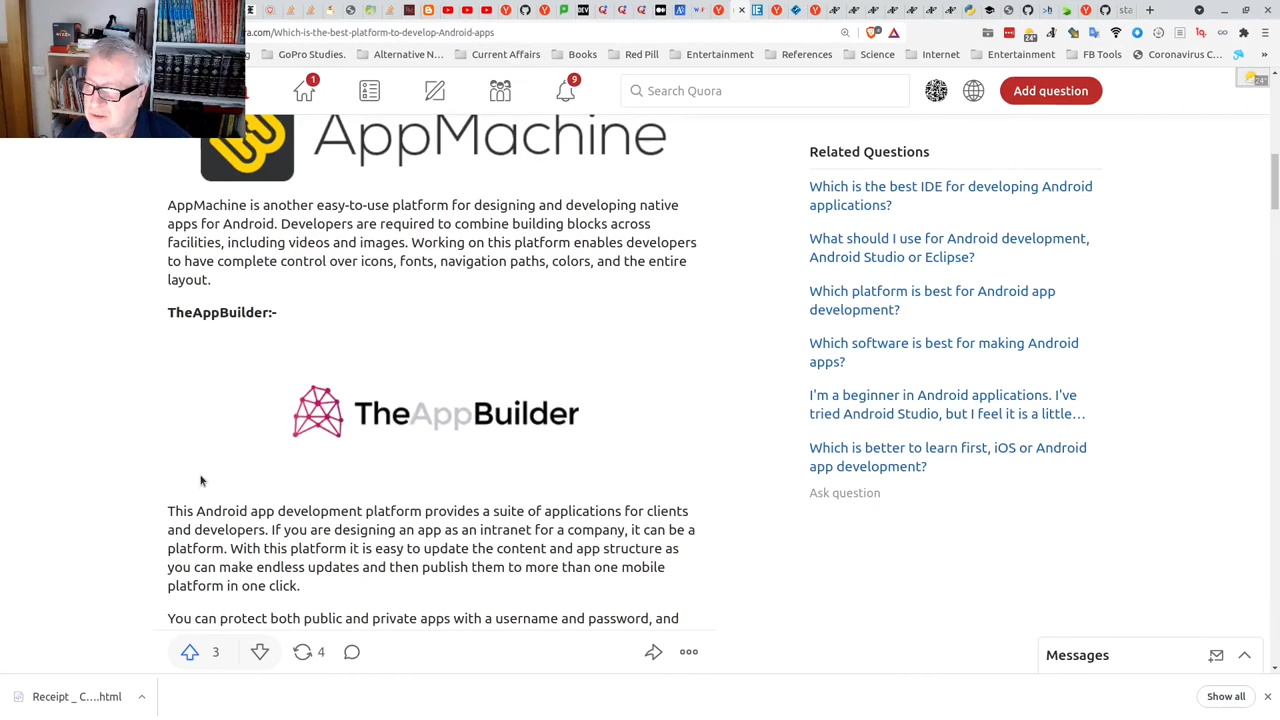 sta
ra.com/Which-is-the-best-platform-to-develop-Android-apps
GoPro Studies.
Alternative N...
Current Affairs
Books
Red Pill
Entertainment
References
Science
Internet
Entertainment
FB Tools
Coronavirus C...
1
9
Search Quora
Add question
24°
AppMachine
AppMachine is another easy-to-use platform for designing and developing native
apps for Android. Developers are required to combine building blocks across
facilities, including videos and images. Working on this platform enables developers
to have complete control over icons, fonts, navigation paths, colors, and the entire
layout.
TheAppBuilder:-
TheAppBuilder
This Android app development platform provides a suite of applications for clients
and developers. If you are designing an app as an intranet for a company, it can be a
platform. With this platform it is easy to update the content and app structure as
you can make endless updates and then publish them to more than one mobile
platform in one click.
You can protect both public and private apps with a username and password, and
3
4
Related Questions
Which is the best IDE for developing Android
applications?
What should I use for Android development,
Android Studio or Eclipse?
Which platform is best for Android app
development?
Which software is best for making Android
apps?
I'm a beginner in Android applications. I've
tried Android Studio, but I feel it is a little...
Which is better to learn first, iOS or Android
app development?
Ask question
Messages
Receipt _ C....html
Show all